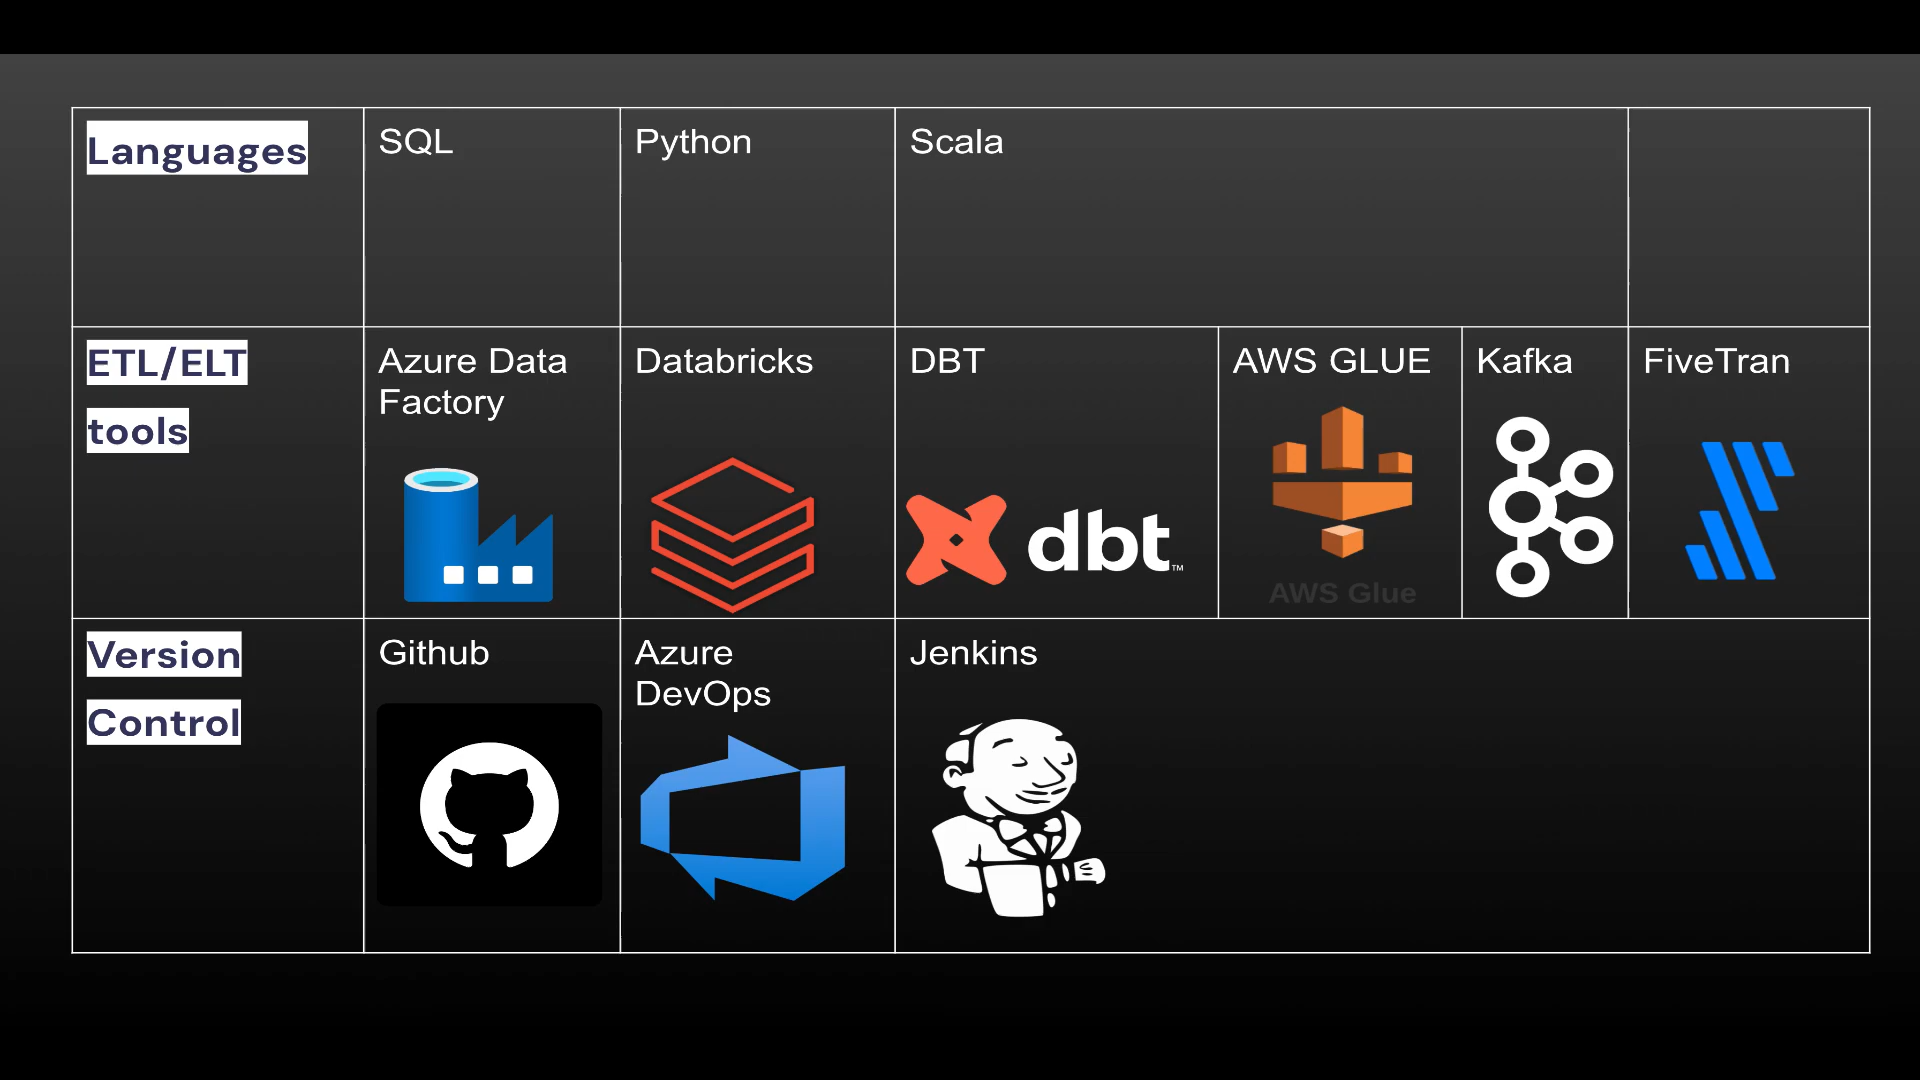 Languages
SQL
Python
Scala
ETL/ELT
tools
Azure Data
Factory
Databricks
DBT
AWS GLUE
Kafka
FiveTran
dbt™
AWS Glue
Version
Control
Github
Azure
DevOps
Jenkins